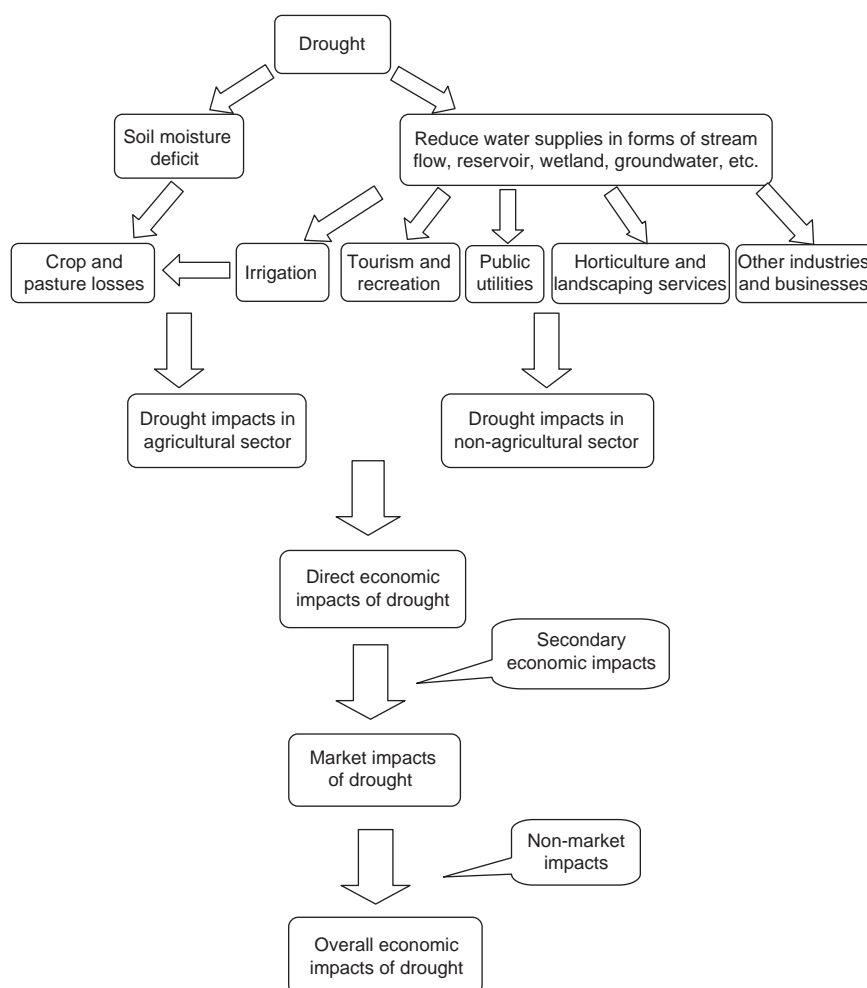 Drought
Soil moisture
deficit
Reduce water supplies in forms of stream
flow, reservoir, wetland, groundwater, etc.
Crop and
pasture losses
Irrigation
Tourism and
recreation
Public
utilities
Horticulture and
landscaping services
Other industries
and businesses
Drought impacts in
agricultural sector
Drought impacts in
non-agricultural sector
Direct economic
impacts of drought
Secondary
economic impacts
Market impacts
of drought
Non-market
impacts
Overall economic
impacts of drought